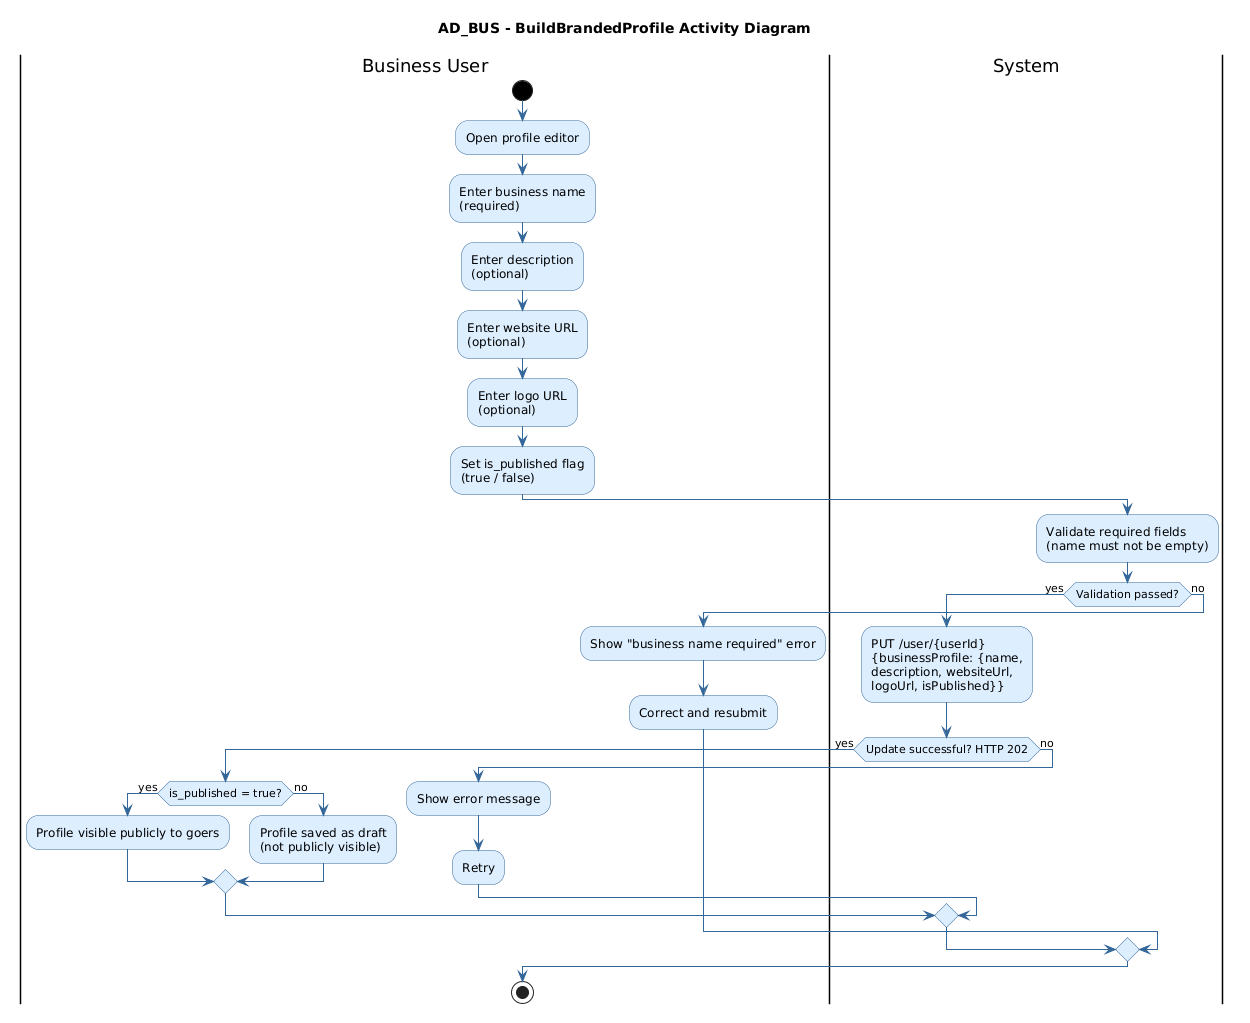 AD_BUS - BuildBrandedProfile Activity Diagram
Business User
System
Open profile editor
Enter business name
(required)
Enter description
(optional)
Enter website URL
(optional)
Enter logo URL
(optional)
Set is_published flag
(true / false)
Validate required fields
(name must not be empty)
yes
Validation passed?
no
Show "business name required" error
PUT /user/{userId}
{businessProfile: {name,
description, websiteUrl,
logoUrl, isPublished}}
Correct and resubmit
yes
Update successful? HTTP 202
no
yes
is_published = true?
no
Show error message
Profile visible publicly to goers
Profile saved as draft
(not publicly visible)
Retry